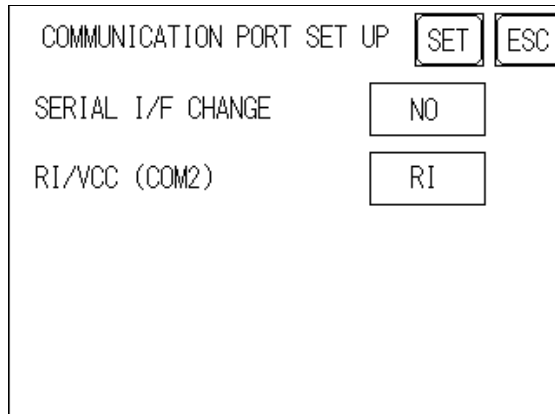 COMMUNICATION PORT SET UP SET ESC
SERIAL I/F CHANGE NO
RI/VCC (COM2) RI